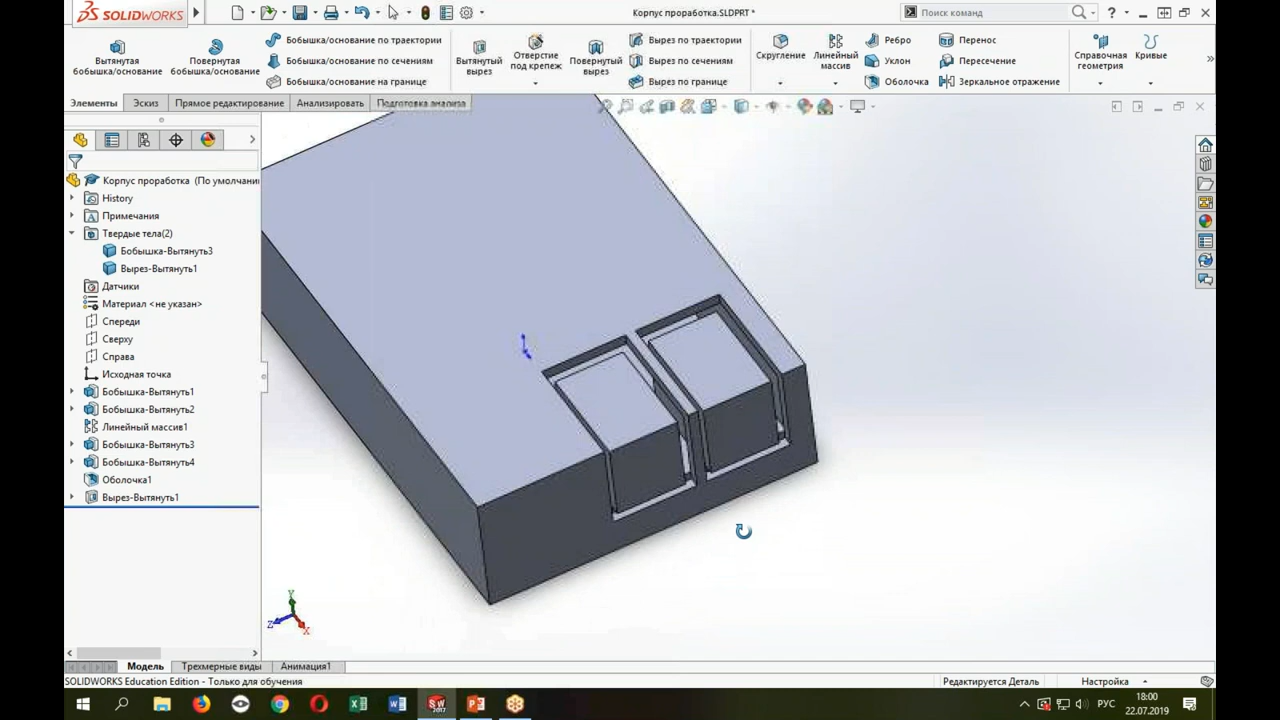 SOLIDWORKS
Корпус проработка.SLDPRT *
Поиск команд
Вытянутая бобышка/основание
Повернутая бобышка/основание
Бобышка/основание по траектории
Бобышка/основание по сечениям
Бобышка/основание на границе
Вытянутый вырез
Отверстие под крепеж
Повернутый вырез
Вырез по траектории
Вырез по сечениям
Вырез по границе
Скругление
Линейный массив
Ребро
Уклон
Оболочка
Перенос
Пересечение
Зеркальное отражение
Справочная геометрия
Кривые
Элементы
Эскиз
Прямое редактирование
Анализировать
Подготовка анализа
Корпус проработка (По умолчани
History
Примечания
Твердые тела(2)
Бобышка-Вытянуть3
Вырез-Вытянуть1
Датчики
Материал <не указан>
Спереди
Сверху
Справа
Исходная точка
Бобышка-Вытянуть1
Бобышка-Вытянуть2
Линейный массив1
Бобышка-Вытянуть3
Бобышка-Вытянуть4
Оболочка1
Вырез-Вытянуть1
Y
Z
X
Модель
Трехмерные виды
Анимация1
SOLIDWORKS Education Edition - Только для обучения
Редактируется Деталь
Настройка
SW
2017
РУС
18:00
22.07.2019